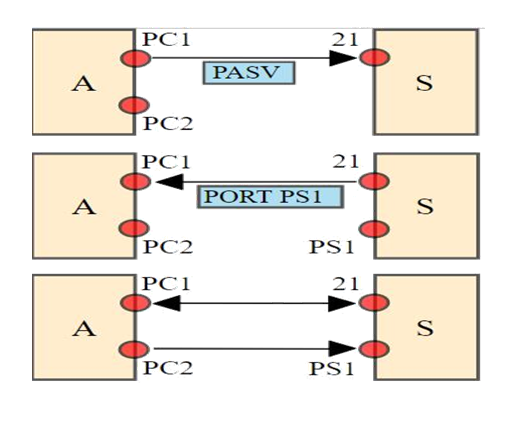 PC1 21
A PASV S
PC2
PC1 21
A PORT PS1 S
PC2 PS1
PC1 21
A S
PC2 PS1